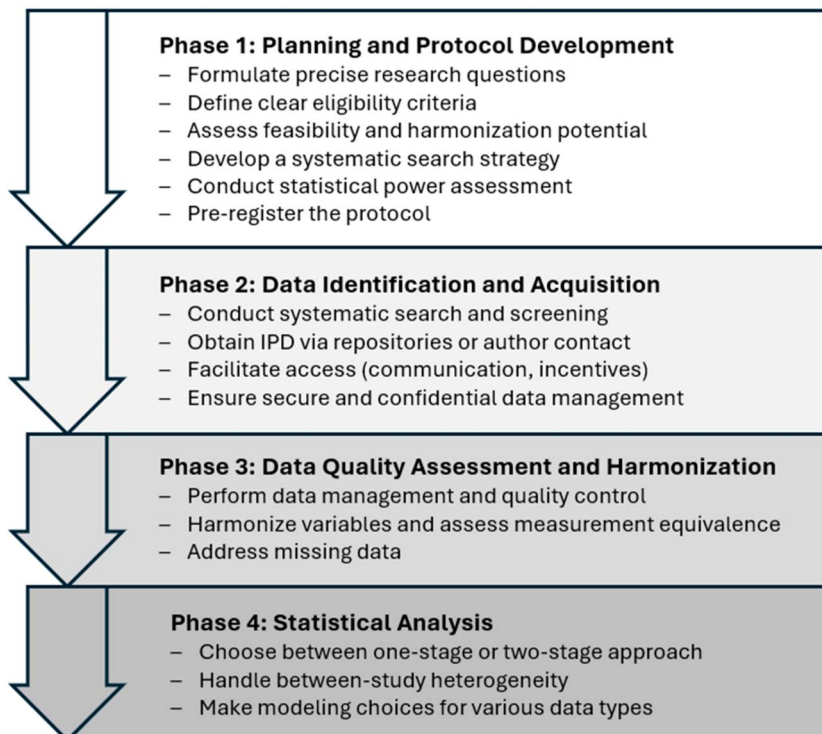 Phase 1: Planning and Protocol Development
– Formulate precise research questions
– Define clear eligibility criteria
– Assess feasibility and harmonization potential
– Develop a systematic search strategy
– Conduct statistical power assessment
– Pre-register the protocol
Phase 2: Data Identification and Acquisition
– Conduct systematic search and screening
– Obtain IPD via repositories or author contact
– Facilitate access (communication, incentives)
– Ensure secure and confidential data management
Phase 3: Data Quality Assessment and Harmonization
– Perform data management and quality control
– Harmonize variables and assess measurement equivalence
– Address missing data
Phase 4: Statistical Analysis
– Choose between one-stage or two-stage approach
– Handle between-study heterogeneity
– Make modeling choices for various data types